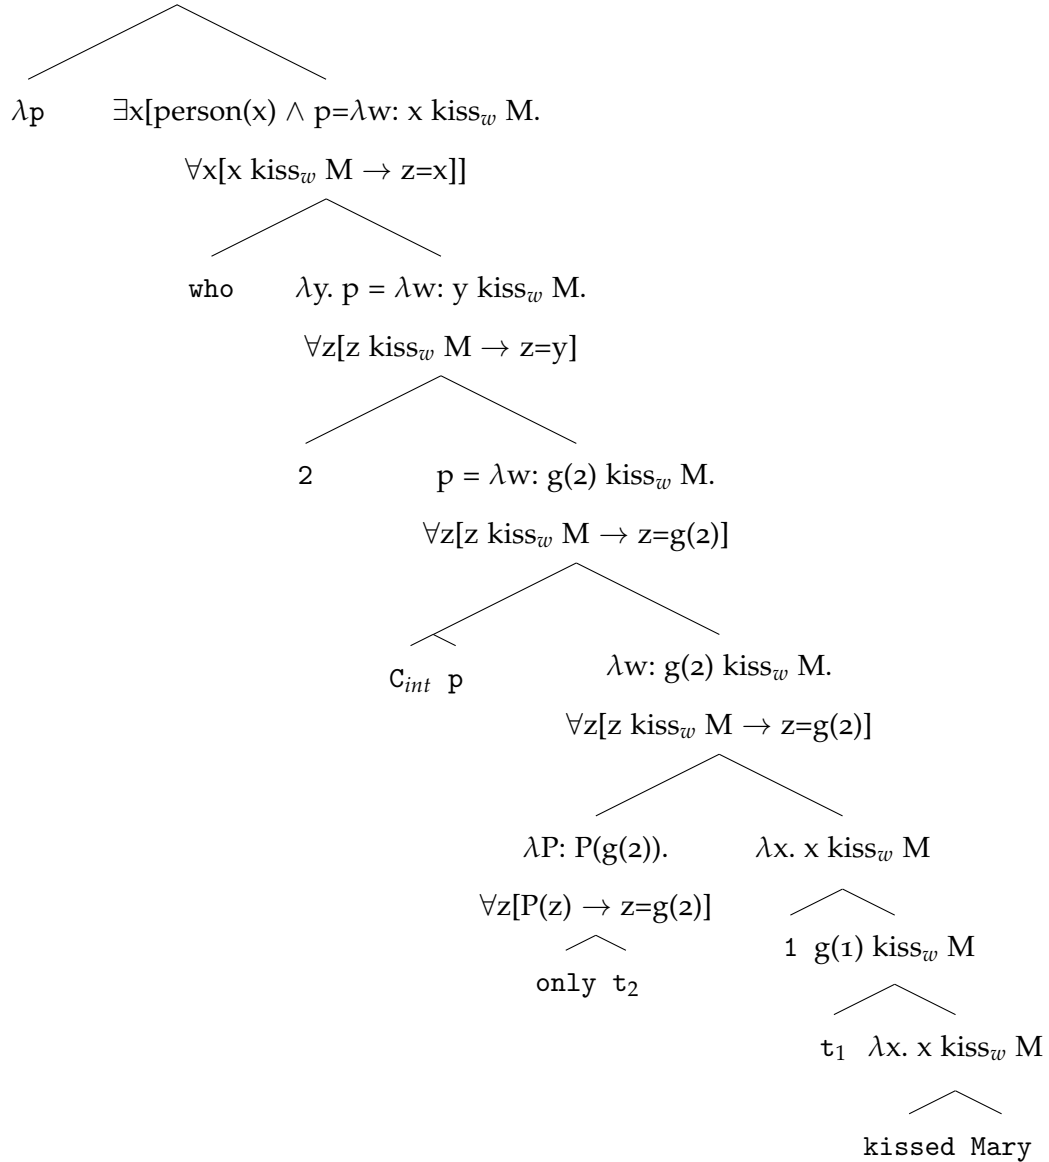 λp ∃x[person(x) ∧ p=λw: x kiss_w M.
∀x[x kiss_w M → z=x]]
who λy. p = λw: y kiss_w M.
∀z[z kiss_w M → z=y]
2 p = λw: g(2) kiss_w M.
∀z[z kiss_w M → z=g(2)]
C_int p λw: g(2) kiss_w M.
∀z[z kiss_w M → z=g(2)]
λP: P(g(2)). λx. x kiss_w M
∀z[P(z) → z=g(2)]
1 g(1) kiss_w M
only t_2
t_1 λx. x kiss_w M
kissed Mary